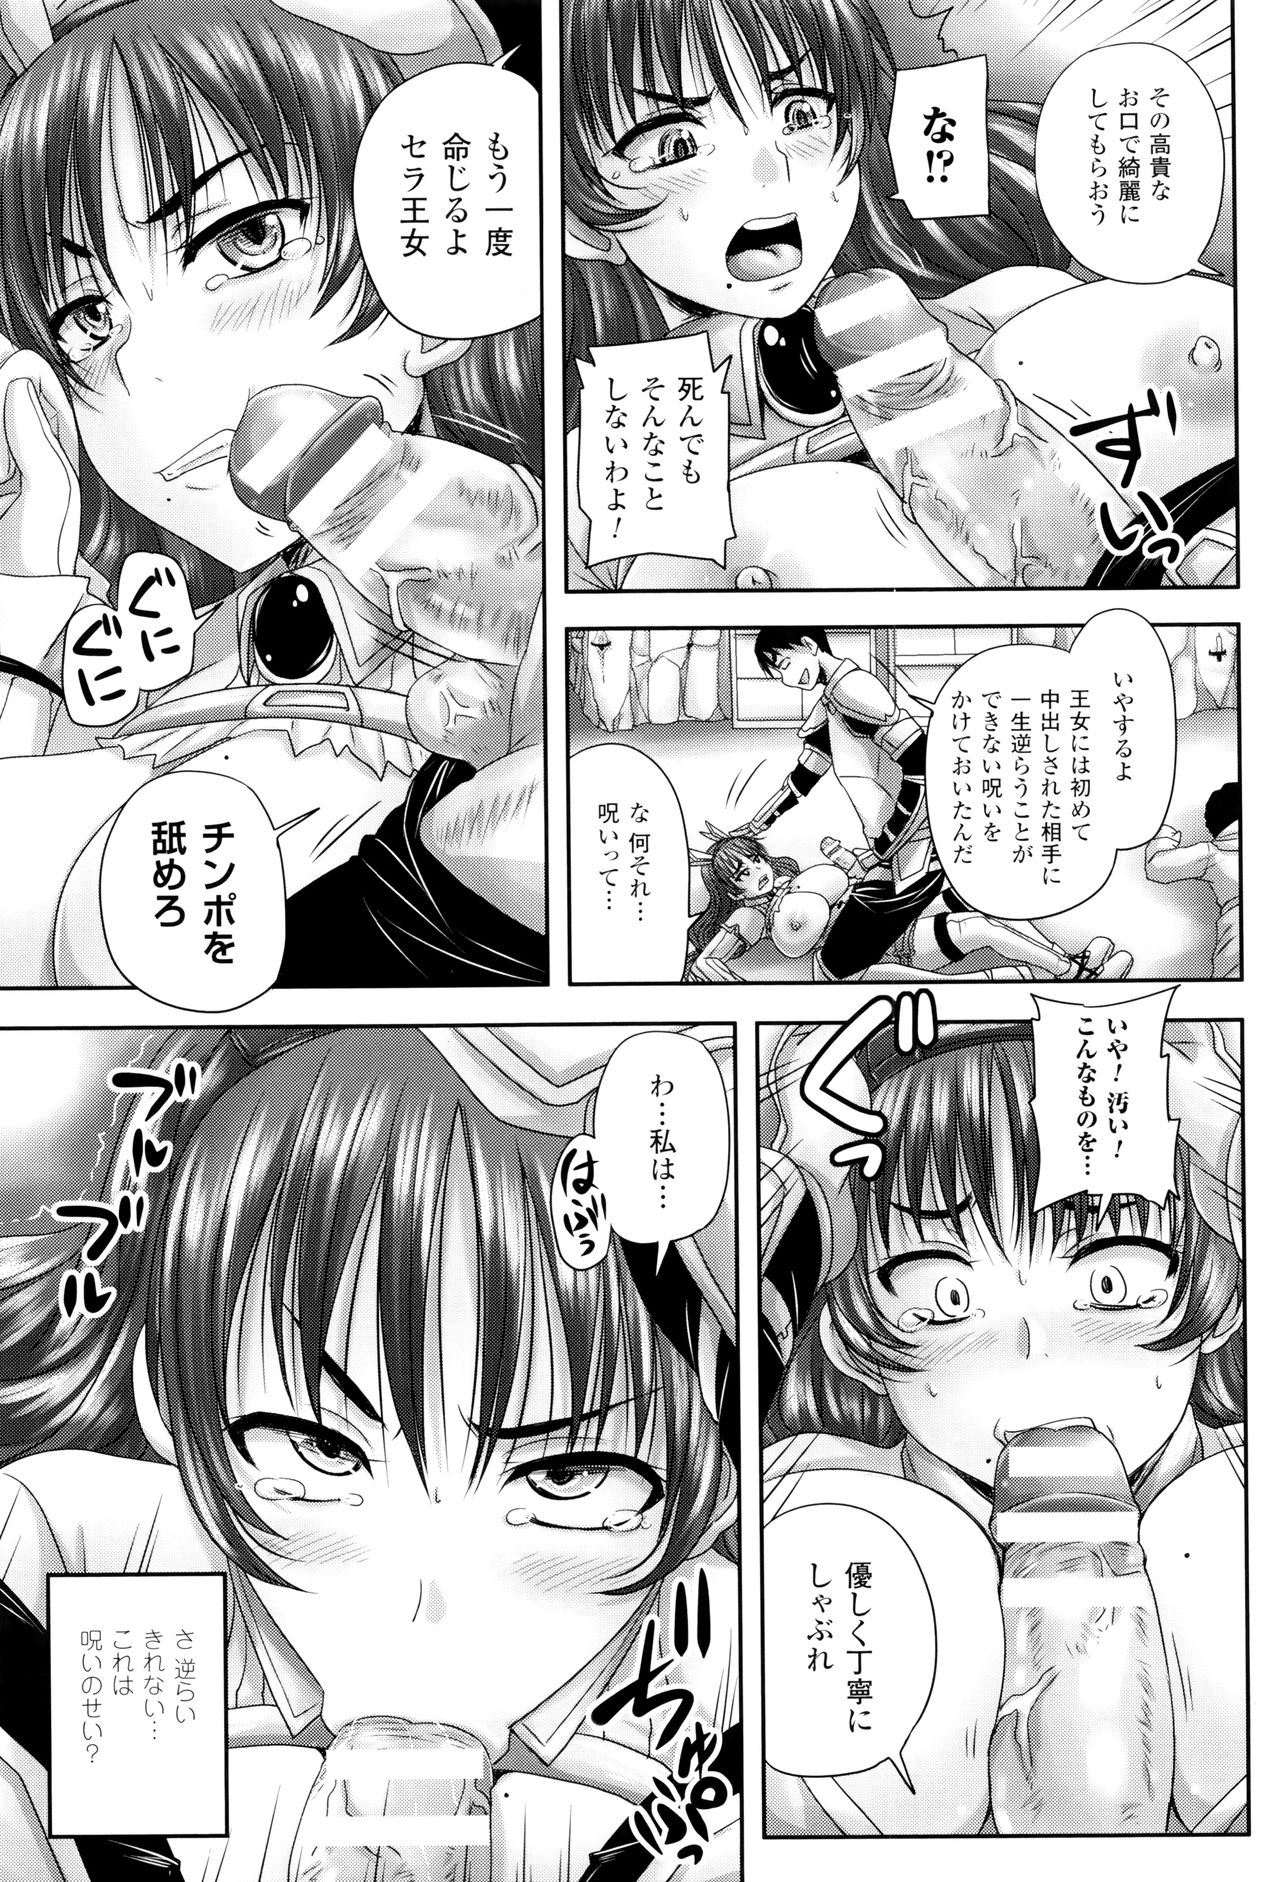 その高貴な
お口で綺麗に
してもらおう
な!?
死んでも
そんなこと
しないわよ！
ずいっ
いやするよ
王女には初めて
中出しされた相手に
一生逆らうことが
できない呪いを
かけておいたんだ
な 何それ…
呪いって…
もう一度
命じるよ
セラ王女
ぐに
ぐに
チンポを
舐めろ
いや！汚い！
こんなものを…
ぐくっ
優しく丁寧に
しゃぶれ
わ…私は…
はぶぅ
ブルッ
ブルル
ぢゅぶっ
さ 逆らい
きれない…
これは
呪いのせい？